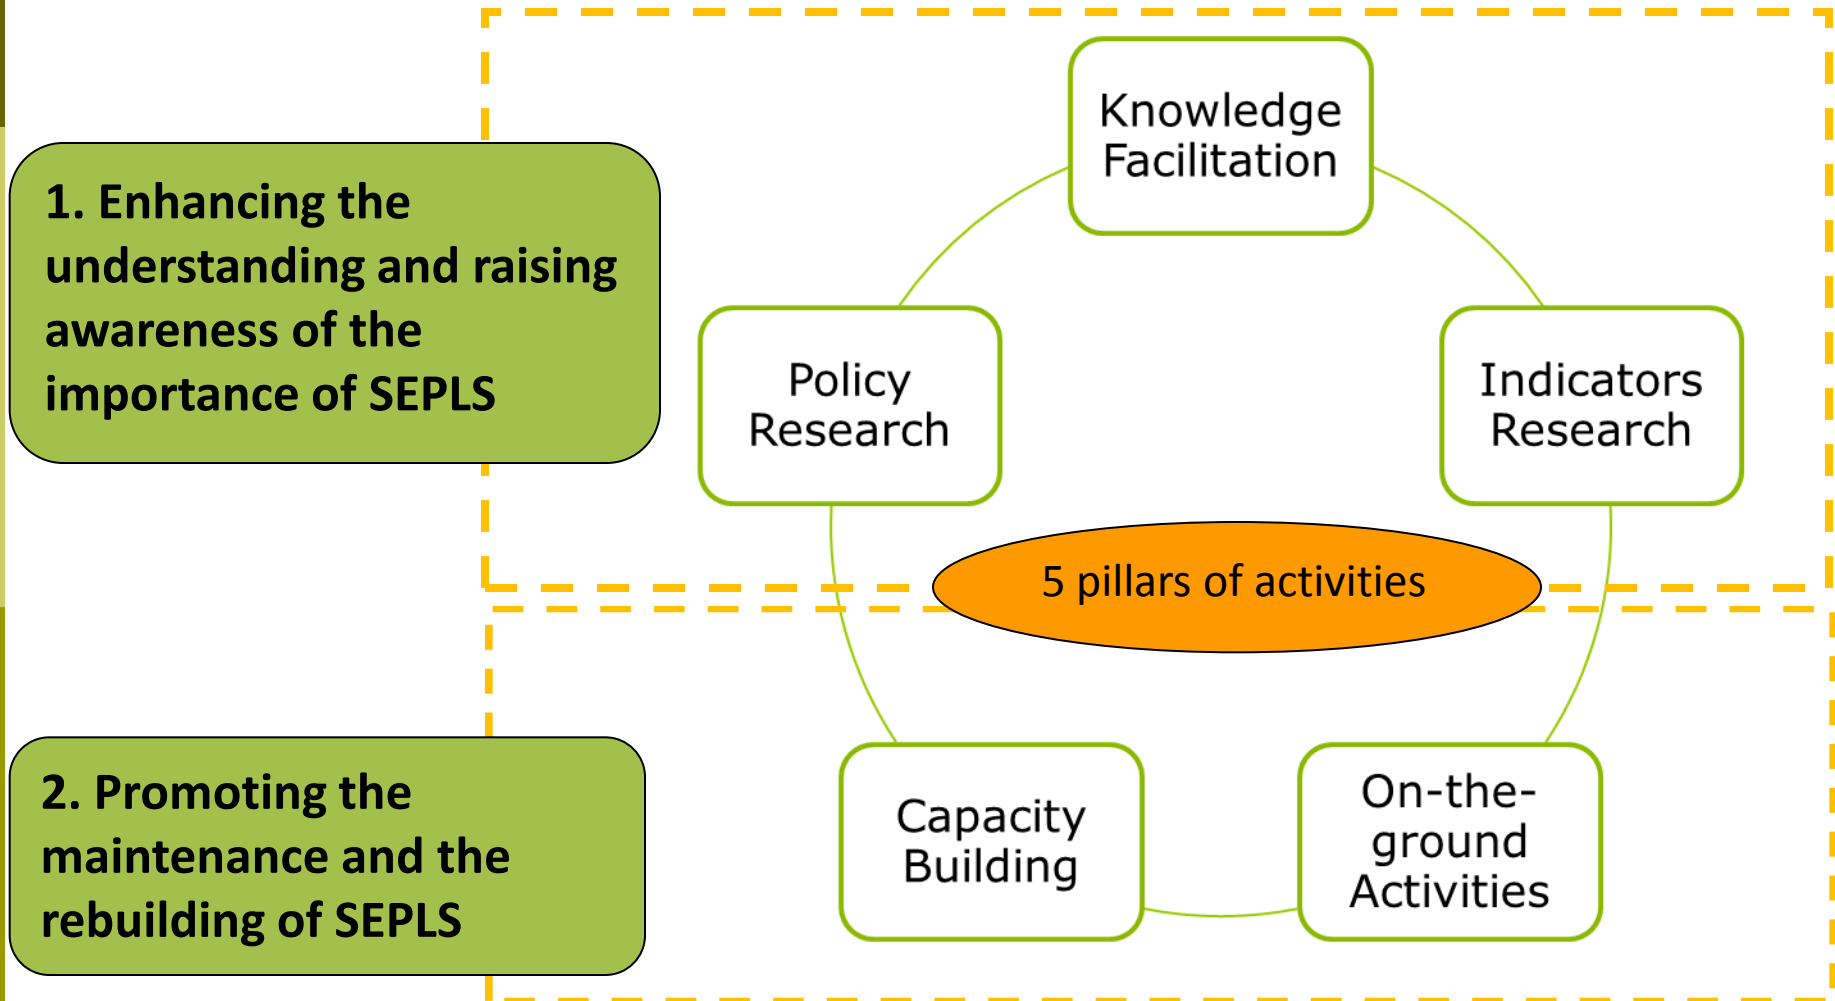 1. Enhancing the
understanding and raising
awareness of the
importance of SEPLS
Knowledge
Facilitation
Policy
Research
Indicators
Research
5 pillars of activities
2. Promoting the
maintenance and the
rebuilding of SEPLS
Capacity
Building
On-the-
ground
Activities